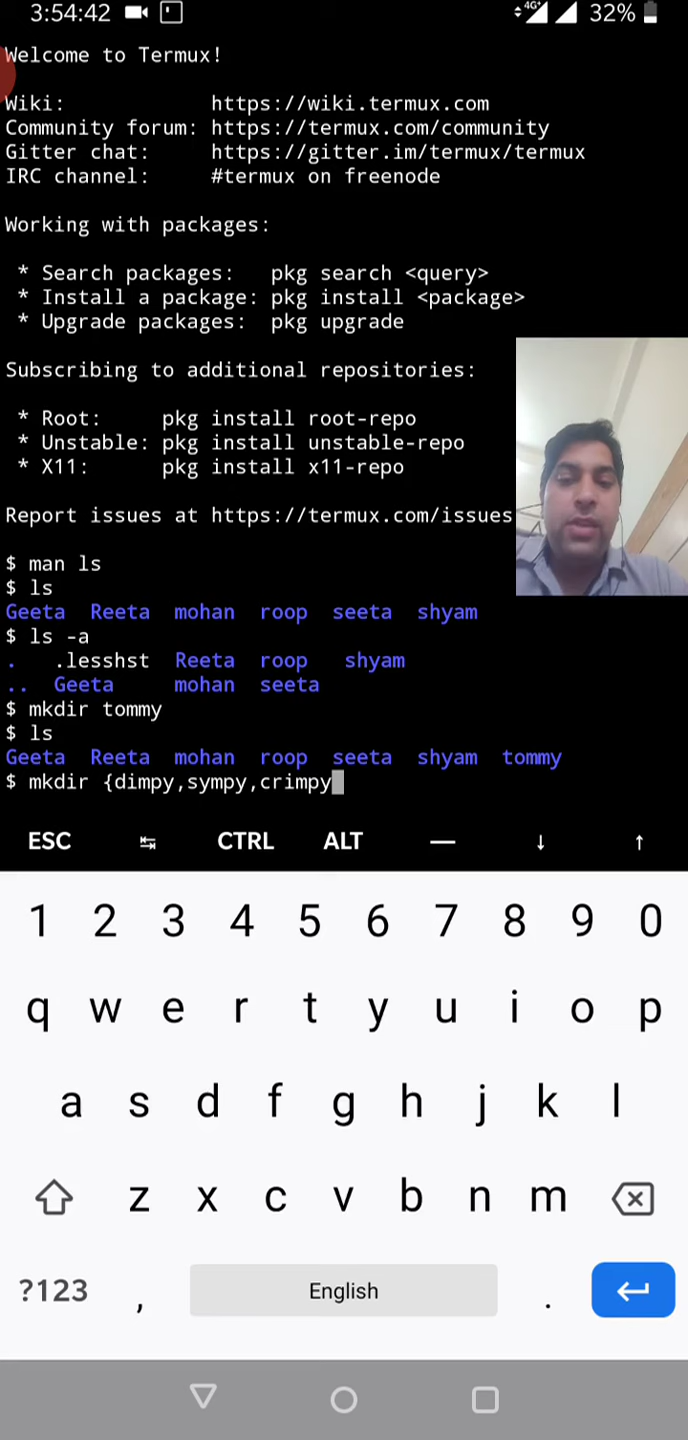 3:54:42 4G+ 32%
Welcome to Termux!
Wiki: https://wiki.termux.com
Community forum: https://termux.com/community
Gitter chat: https://gitter.im/termux/termux
IRC channel: #termux on freenode
Working with packages:
* Search packages: pkg search <query>
* Install a package: pkg install <package>
* Upgrade packages: pkg upgrade
Subscribing to additional repositories:
* Root: pkg install root-repo
* Unstable: pkg install unstable-repo
* X11: pkg install x11-repo
Report issues at https://termux.com/issues
$ man ls
$ ls
Geeta Reeta mohan roop seeta shyam
$ ls -a
. .lesshst Reeta roop shyam
.. Geeta mohan seeta
$ mkdir tommy
$ ls
Geeta Reeta mohan roop seeta shyam tommy
$ mkdir {dimpy,sympy,crimpy
ESC ↹ CTRL ALT — ↓ ↑
1 2 3 4 5 6 7 8 9 0
q w e r t y u i o p
a s d f g h j k l
z x c v b n m
?123 , English .